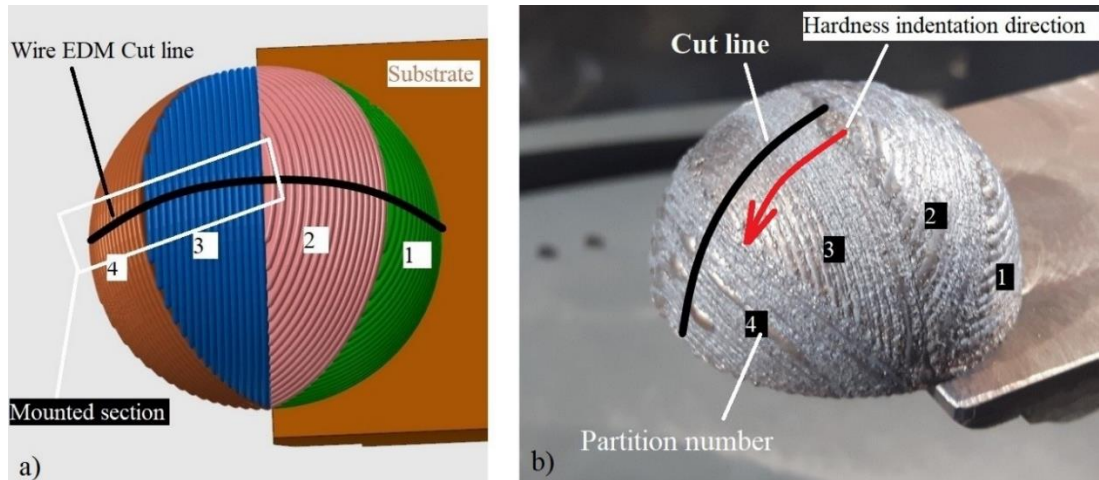 Wire EDM Cut line
Substrate
4
3
2
1
Mounted section
a)
Hardness indentation direction
Cut line
2
1
3
4
Partition number
b)